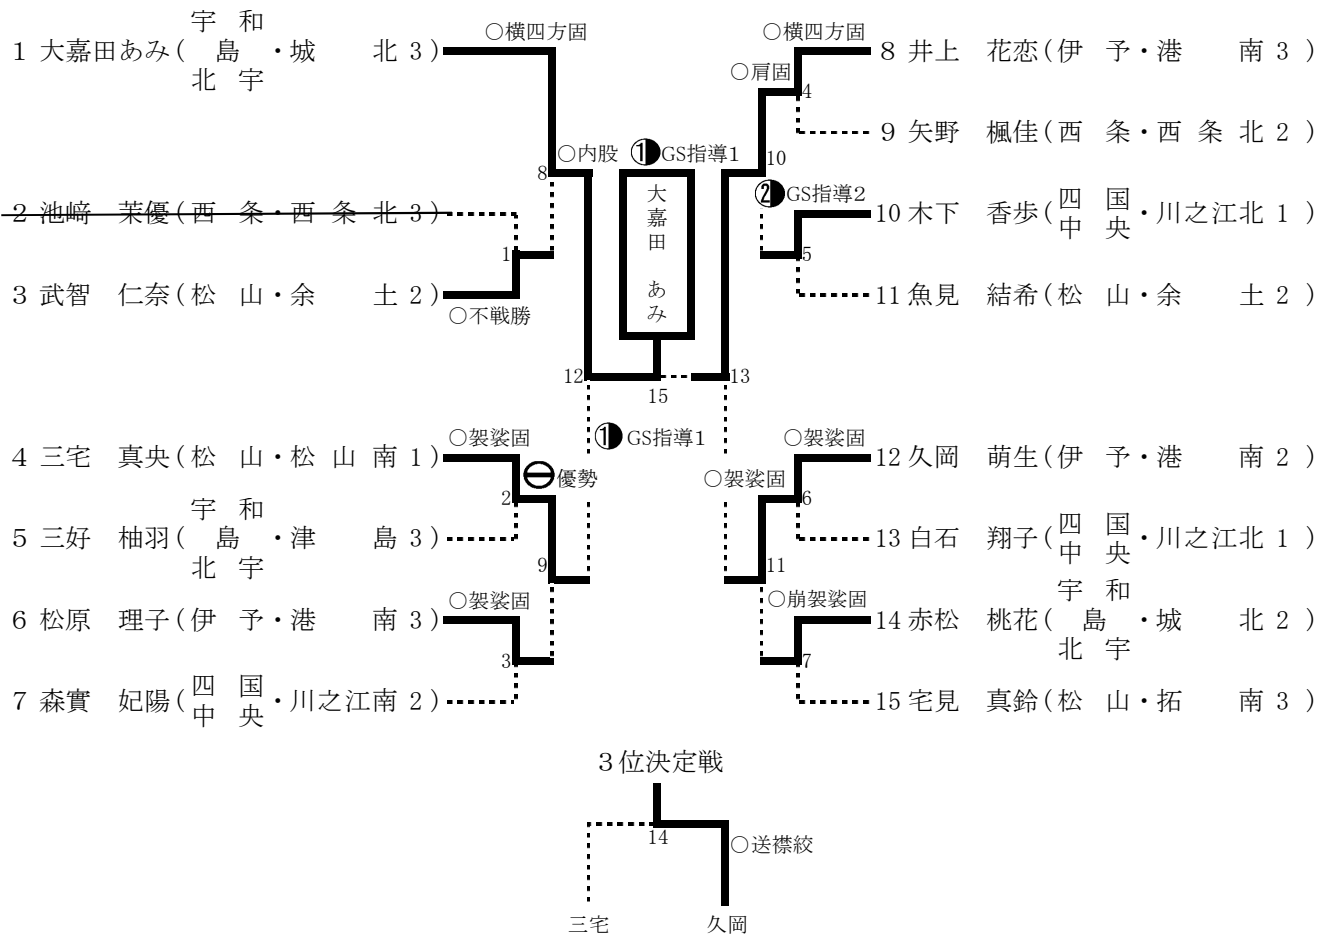 1 大嘉田あみ(宇和島北宇・城 北 3)
2 池﨑 茉優(西 条・西 条 北 3)
3 武智 仁奈(松 山・余 土 2)
4 三宅 真央(松 山・松 山 南 1)
5 三好 柚羽(宇和島北宇・津 島 3)
6 松原 理子(伊 予・港 南 3)
7 森實 妃陽(四国中央・川之江南 2)
○横四方固
8
○内股
1
○不戦勝
12
○袈裟固
2
優勢
9
○袈裟固
3
①GS指導1
大嘉田 あみ
15
①GS指導1
○横四方固
○肩固
4
10
②GS指導2
5
13
○袈裟固
○袈裟固
6
11
○崩袈裟固
7
8 井上 花恋(伊 予・港 南 3)
9 矢野 楓佳(西 条・西 条 北 2)
10 木下 香歩(四国中央・川之江北 1)
11 魚見 結希(松 山・余 土 2)
12 久岡 萌生(伊 予・港 南 2)
13 白石 翔子(四国中央・川之江北 1)
14 赤松 桃花(宇和島北宇・城 北 2)
15 宅見 真鈴(松 山・拓 南 3)
3位決定戦
14
○送襟絞
三宅
久岡